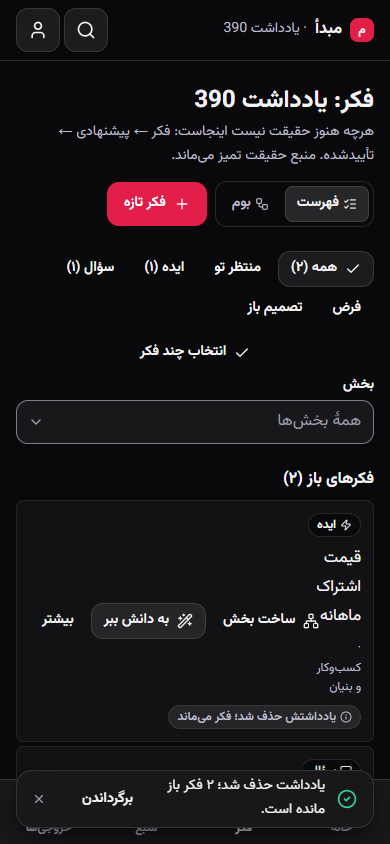 م مبدأ · یادداشت 390
فکر: یادداشت 390
هرچه هنوز حقیقت نیست اینجاست: فکر ← پیشنهادی ←
تأییدشده. منبع حقیقت تمیز می‌ماند.
فهرست بوم فکر تازه
همه (۲) منتظر تو ایده (۱) سؤال (۱)
فرض تصمیم باز
انتخاب چند فکر
بخش
همهٔ بخش‌ها
فکرهای باز (۲)
ایده
قیمت
اشتراک
ماهانه ساخت بخش به دانش ببر بیشتر
·
کسب‌وکار
و بنیان
یادداشتش حذف شد؛ فکر می‌ماند
یادداشت حذف شد؛ ۲ فکر باز
مانده است.
برگرداندن